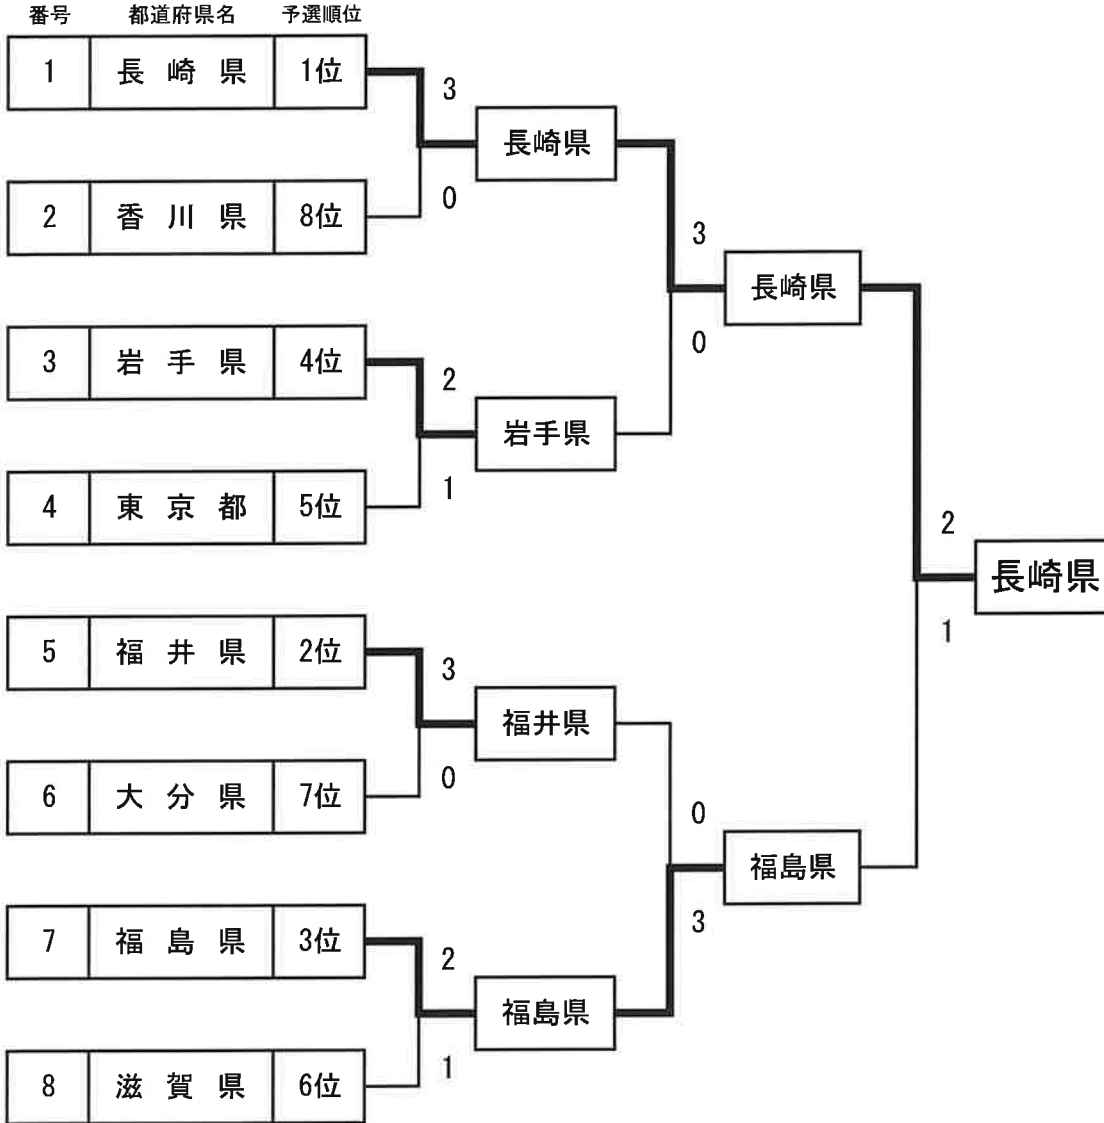 番号 都道府県名 予選順位
1 長崎県 1位
3
長崎県
0
2 香川県 8位
3
長崎県
0
3 岩手県 4位
2
岩手県
1
4 東京都 5位
2
長崎県
1
5 福井県 2位
3
福井県
0
6 大分県 7位
0
福島県
3
7 福島県 3位
2
福島県
1
8 滋賀県 6位